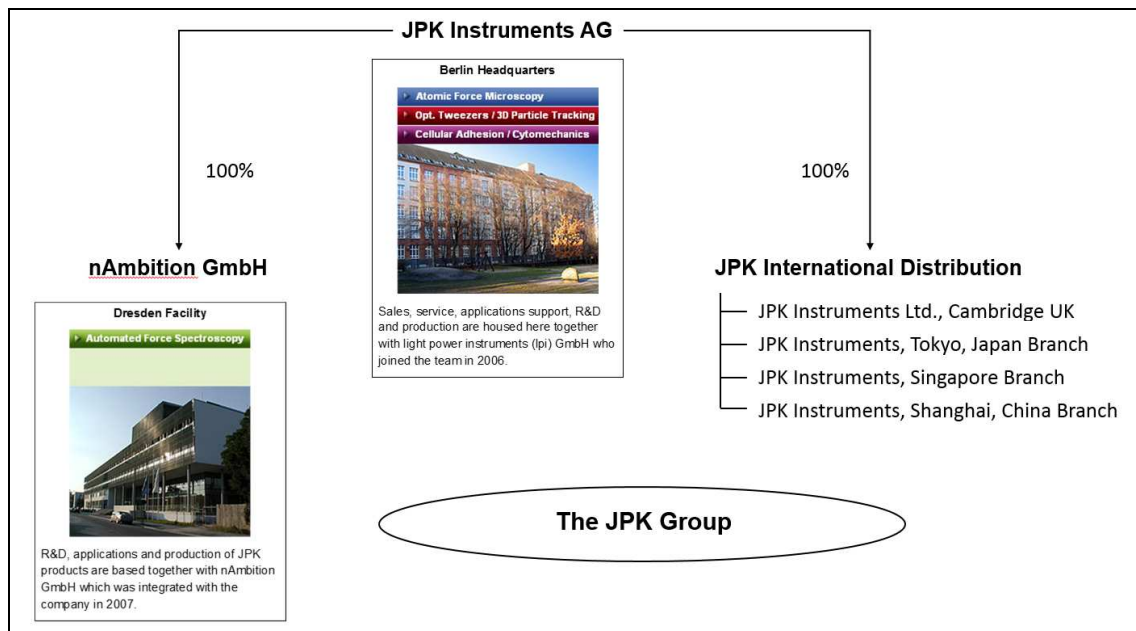 JPK Instruments AG
Berlin Headquarters
Atomic Force Microscopy
Opt. Tweezers / 3D Particle Tracking
Cellular Adhesion / Cytomechanics
100%
100%
Sales, service, applications support, R&D
and production are housed here together
with light power instruments (lpi) GmbH who
joined the team in 2006.
nAmbition GmbH
Dresden Facility
Automated Force Spectroscopy
R&D, applications and production of JPK
products are based together with nAmbition
GmbH which was integrated with the
company in 2007.
JPK International Distribution
JPK Instruments Ltd., Cambridge UK
JPK Instruments, Tokyo, Japan Branch
JPK Instruments, Singapore Branch
JPK Instruments, Shanghai, China Branch
The JPK Group